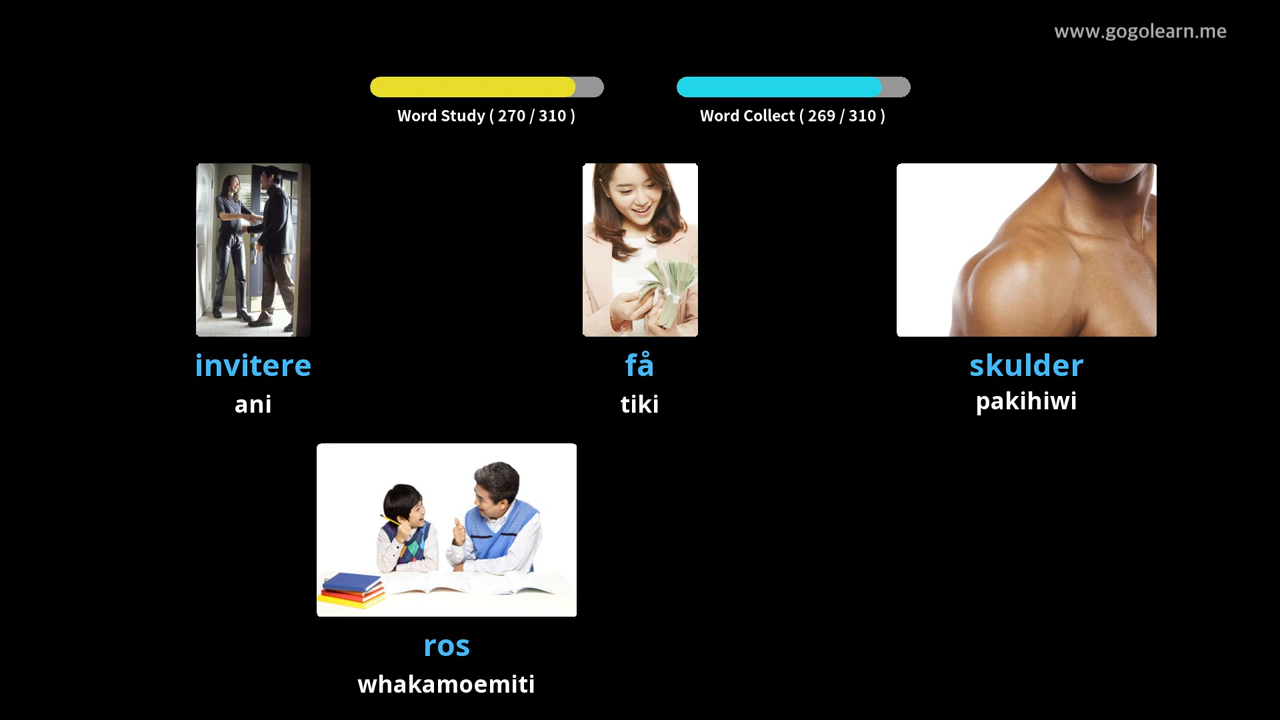 www.gogolearn.me
Word Study ( 270 / 310 )
Word Collect ( 269 / 310 )
invitere
ani
få
tiki
skulder
pakihiwi
ros
whakamoemiti